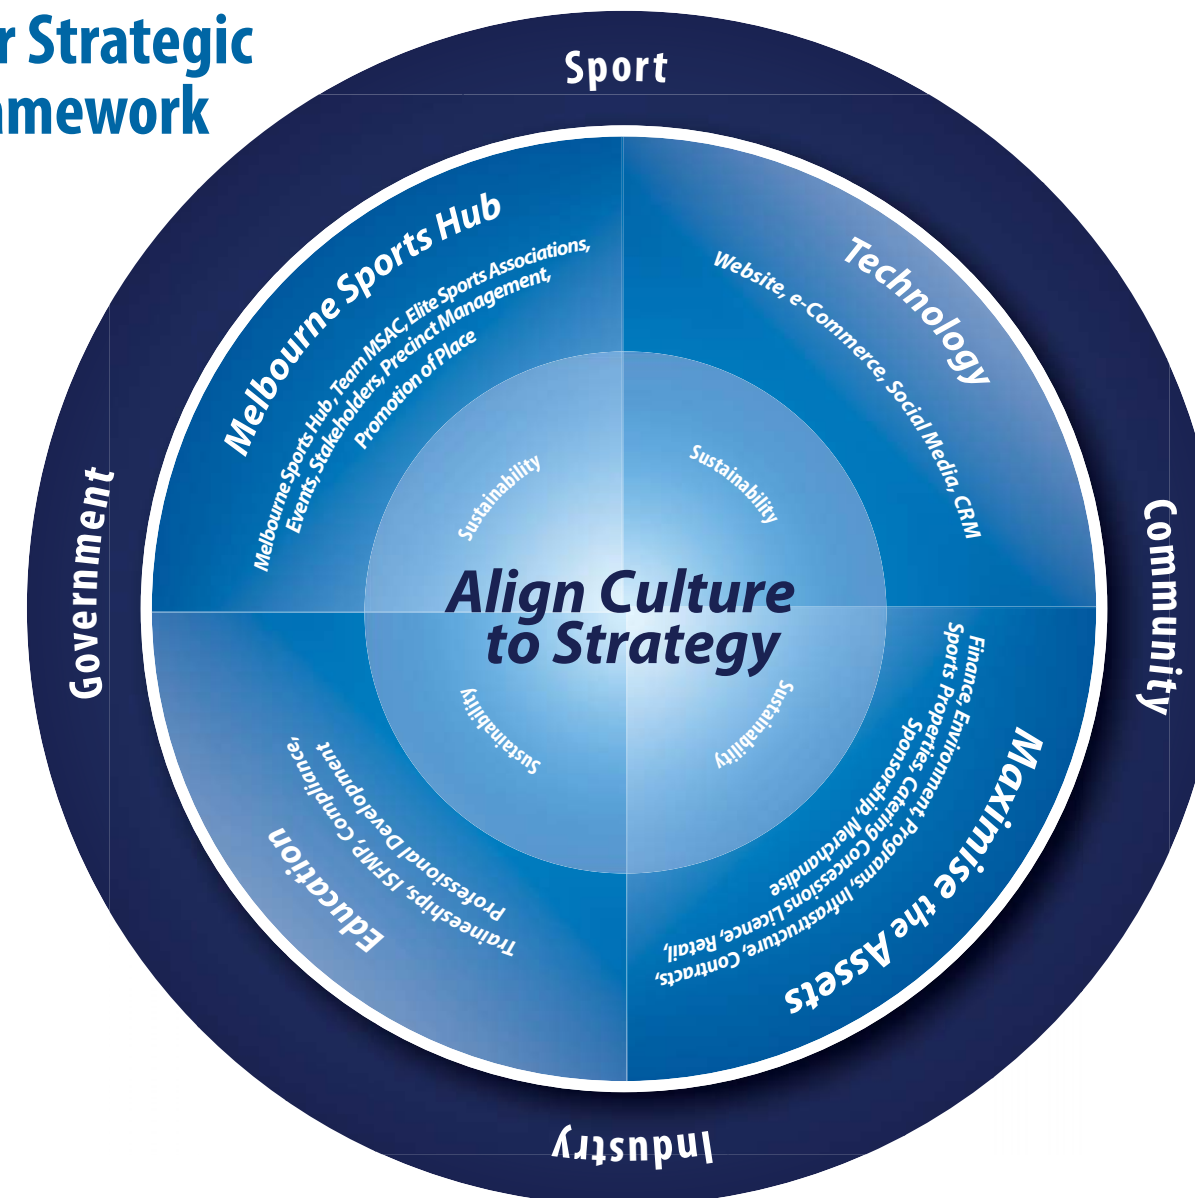 r Strategic
amework
Sport
Melbourne Sports Hub
Melbourne Sports Hub, Team MSAC, Elite Sports Associations,
Events, Stakeholders, Precinct Management,
Promotion of Place
Technology
Website, e-Commerce, Social Media, CRM
Sustainability
Sustainability
Government
Align Culture
to Strategy
Community
Sustainability
Sustainability
Education
Traineeships, ISFMP, Compliance,
Professional Development
Maximise the Assets
Finance, Environment, Programs, Infrastructure, Contracts,
Sports Properties, Catering Concessions Licence, Retail,
Sponsorship, Merchandise
Industry